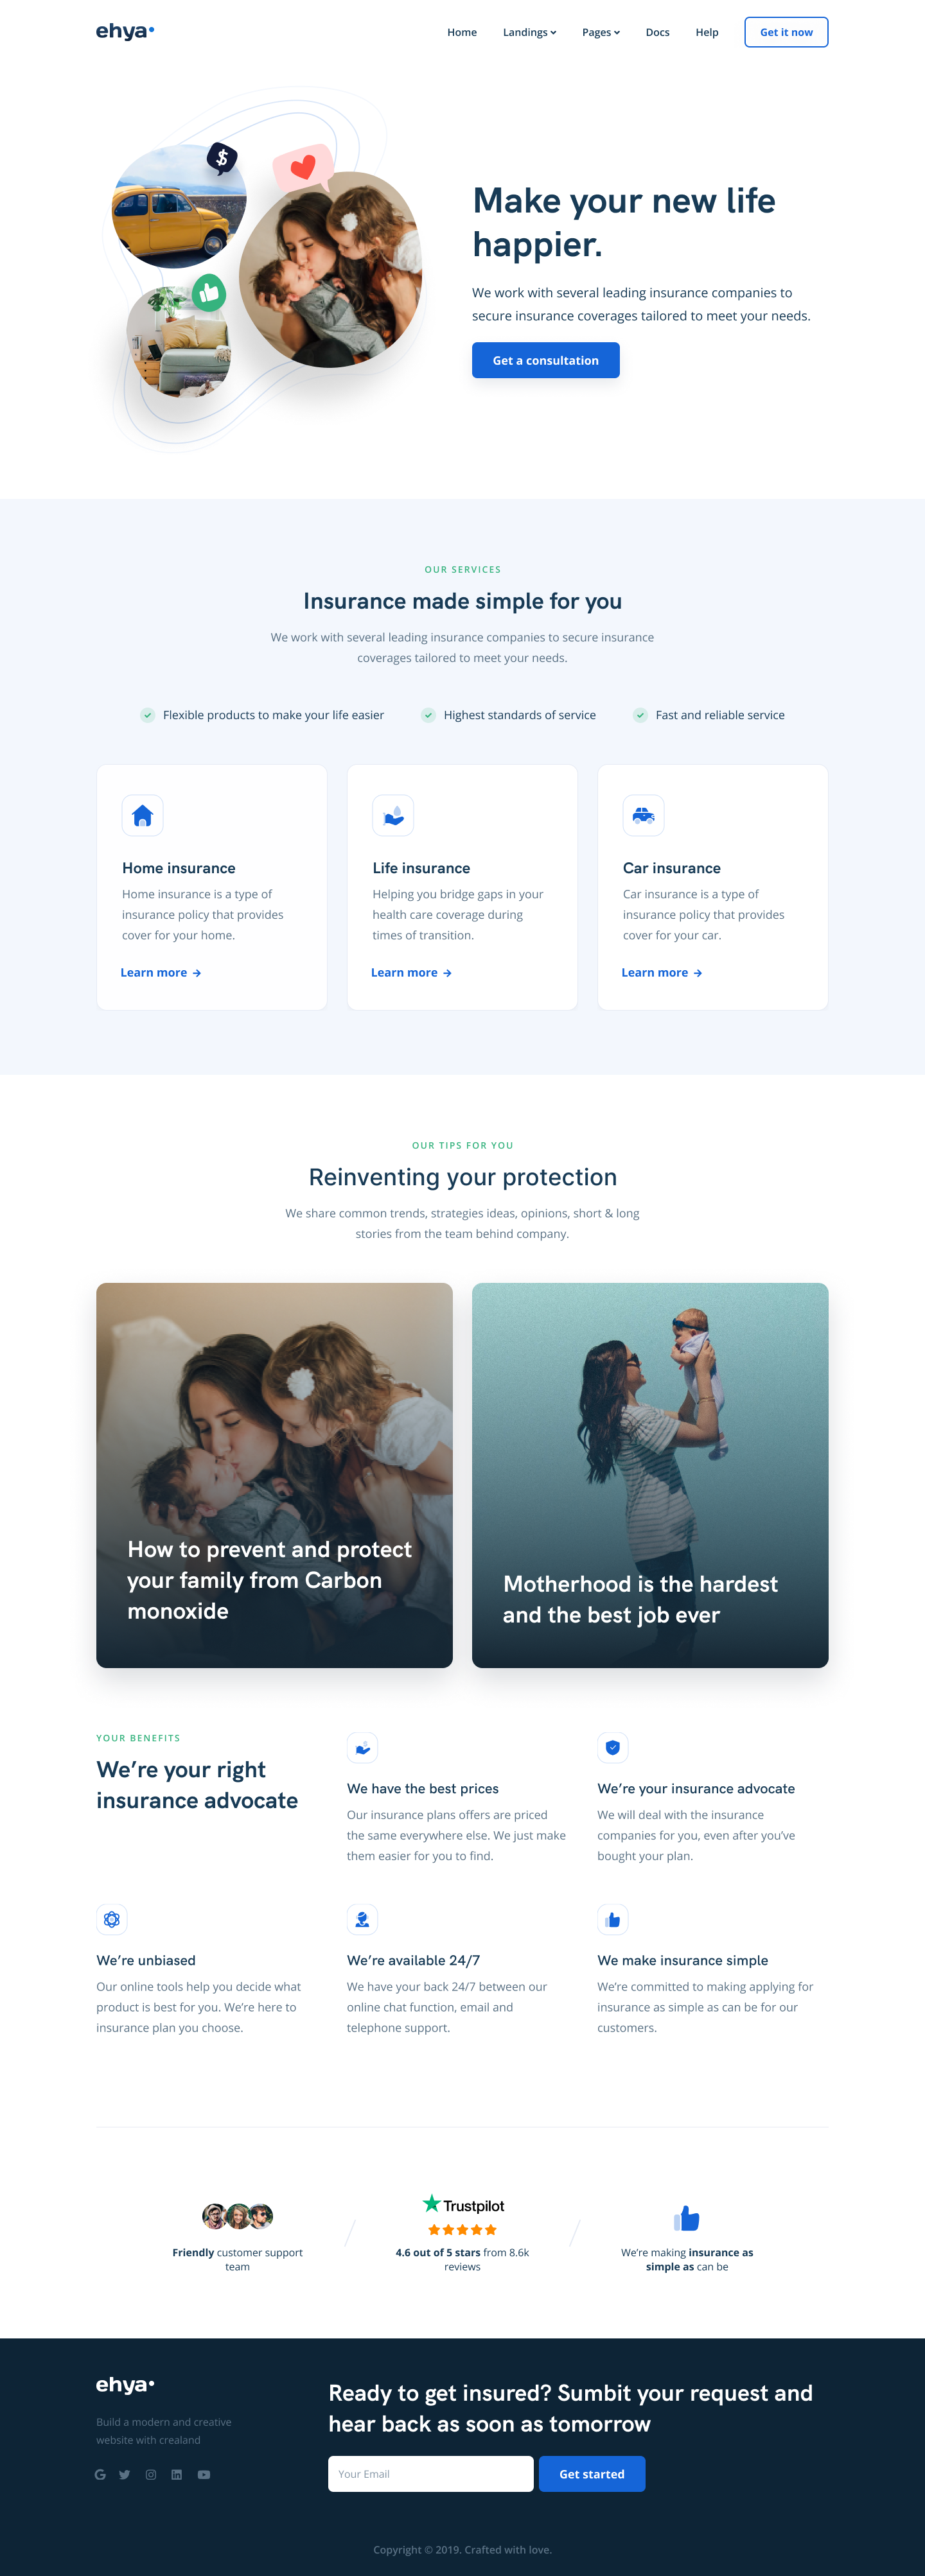 ehya
Home Landings Pages Docs Help Get it now
$
Make your new life
happier.
We work with several leading insurance companies to
secure insurance coverages tailored to meet your needs.
Get a consultation
OUR SERVICES
Insurance made simple for you
We work with several leading insurance companies to secure insurance
coverages tailored to meet your needs.
Flexible products to make your life easier
Highest standards of service
Fast and reliable service
Home insurance
Home insurance is a type of
insurance policy that provides
cover for your home.
Learn more →
Life insurance
Helping you bridge gaps in your
health care coverage during
times of transition.
Learn more →
Car insurance
Car insurance is a type of
insurance policy that provides
cover for your car.
Learn more →
OUR TIPS FOR YOU
Reinventing your protection
We share common trends, strategies ideas, opinions, short & long
stories from the team behind company.
How to prevent and protect
your family from Carbon
monoxide
Motherhood is the hardest
and the best job ever
YOUR BENEFITS
We’re your right
insurance advocate
We have the best prices
Our insurance plans offers are priced
the same everywhere else. We just make
them easier for you to find.
We’re your insurance advocate
We will deal with the insurance
companies for you, even after you’ve
bought your plan.
We’re unbiased
Our online tools help you decide what
product is best for you. We’re here to
insurance plan you choose.
We’re available 24/7
We have your back 24/7 between our
online chat function, email and
telephone support.
We make insurance simple
We’re committed to making applying for
insurance as simple as can be for our
customers.
Friendly customer support
team
Trustpilot
4.6 out of 5 stars from 8.6k
reviews
We’re making insurance as
simple as can be
ehya
Build a modern and creative
website with crealand
Ready to get insured? Sumbit your request and
hear back as soon as tomorrow
Your Email
Get started
Copyright © 2019. Crafted with love.